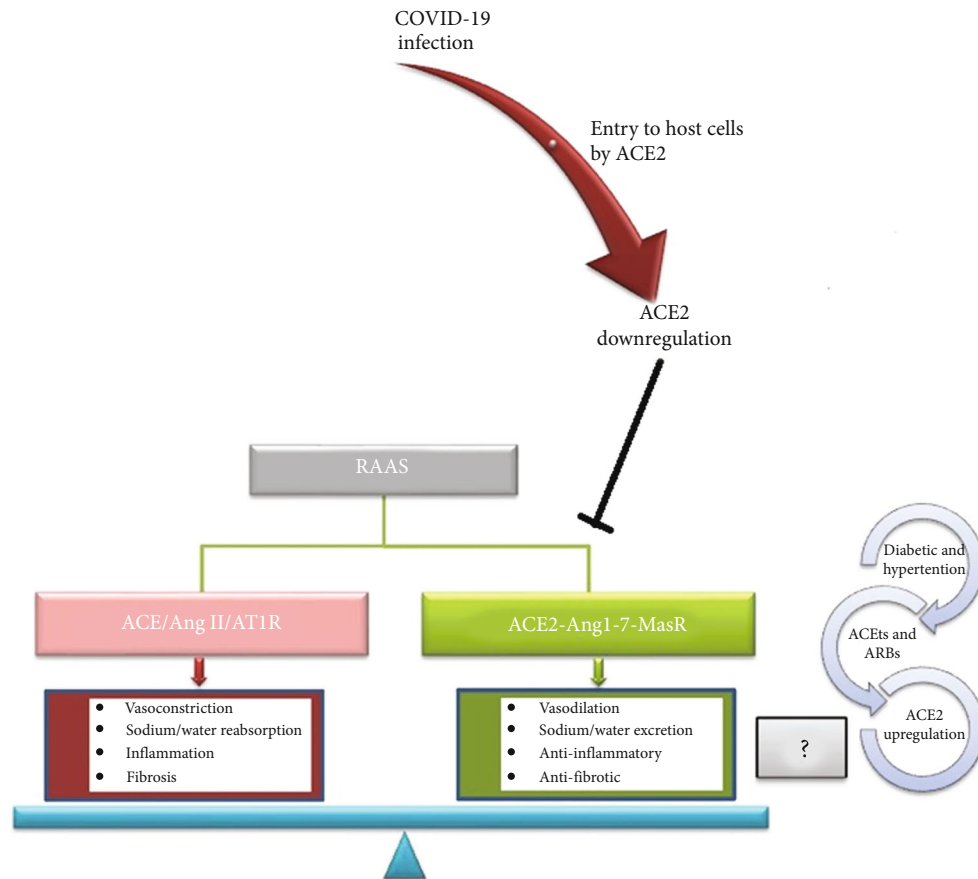 COVID-19
infection
Entry to host cells
by ACE2
ACE2
downregulation
RAAS
ACE/Ang II/AT1R
ACE2-Ang1-7-MasR
• Vasoconstriction
• Sodium/water reabsorption
• Inflammation
• Fibrosis
• Vasodilation
• Sodium/water excretion
• Anti-inflammatory
• Anti-fibrotic
?
Diabetic and
hypertention
ACEts and
ARBs
ACE2
upregulation